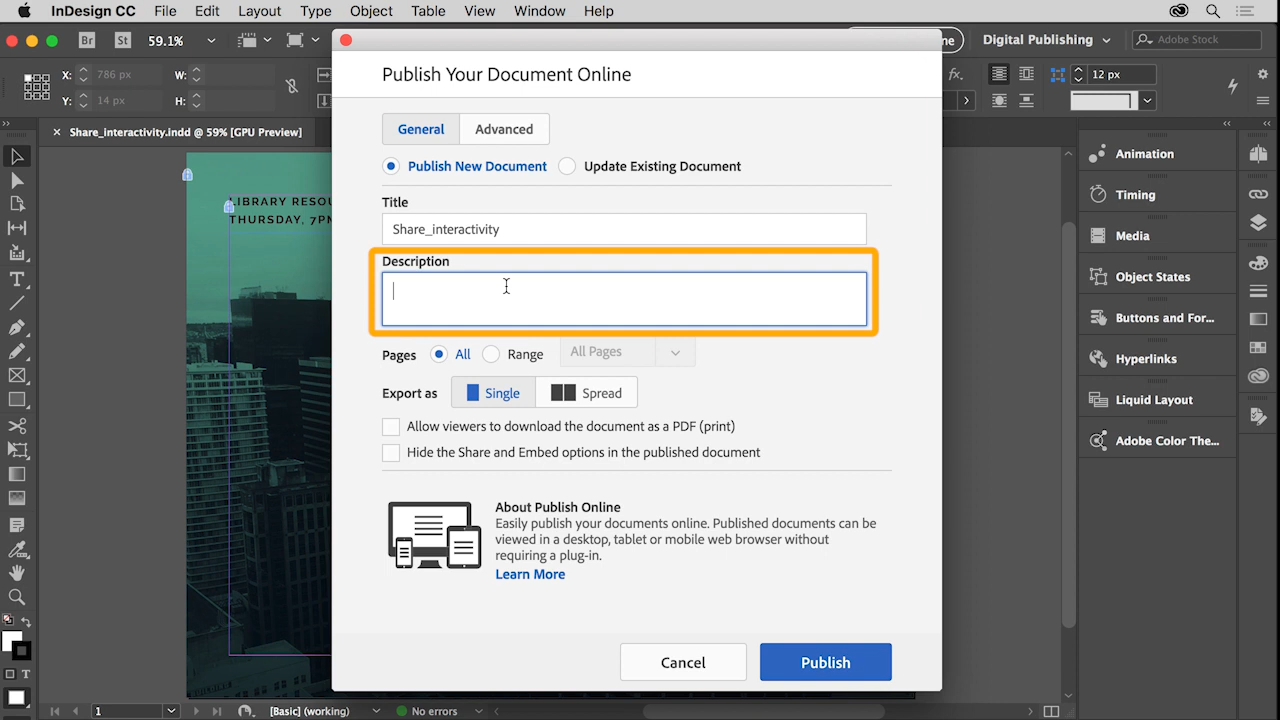 InDesign CC File Edit Layout Type Object Table View Window Help
Br St 59.1% Digital Publishing Adobe Stock
X: 786 px W: fx. 12 px
Y: 14 px H:
× Share_interactivity.indd @ 59% [GPU Preview]
LIBRARY RESOU
THURSDAY, 7PM
Publish Your Document Online
General Advanced
Publish New Document Update Existing Document
Title
Share_interactivity
Description
Pages All Range All Pages
Export as Single Spread
Allow viewers to download the document as a PDF (print)
Hide the Share and Embed options in the published document
About Publish Online
Easily publish your documents online. Published documents can be
viewed in a desktop, tablet or mobile web browser without
requiring a plug-in.
Learn More
Cancel Publish
Animation
Timing
Media
Object States
Buttons and For...
Hyperlinks
Liquid Layout
Adobe Color The...
1 [Basic] (working) No errors